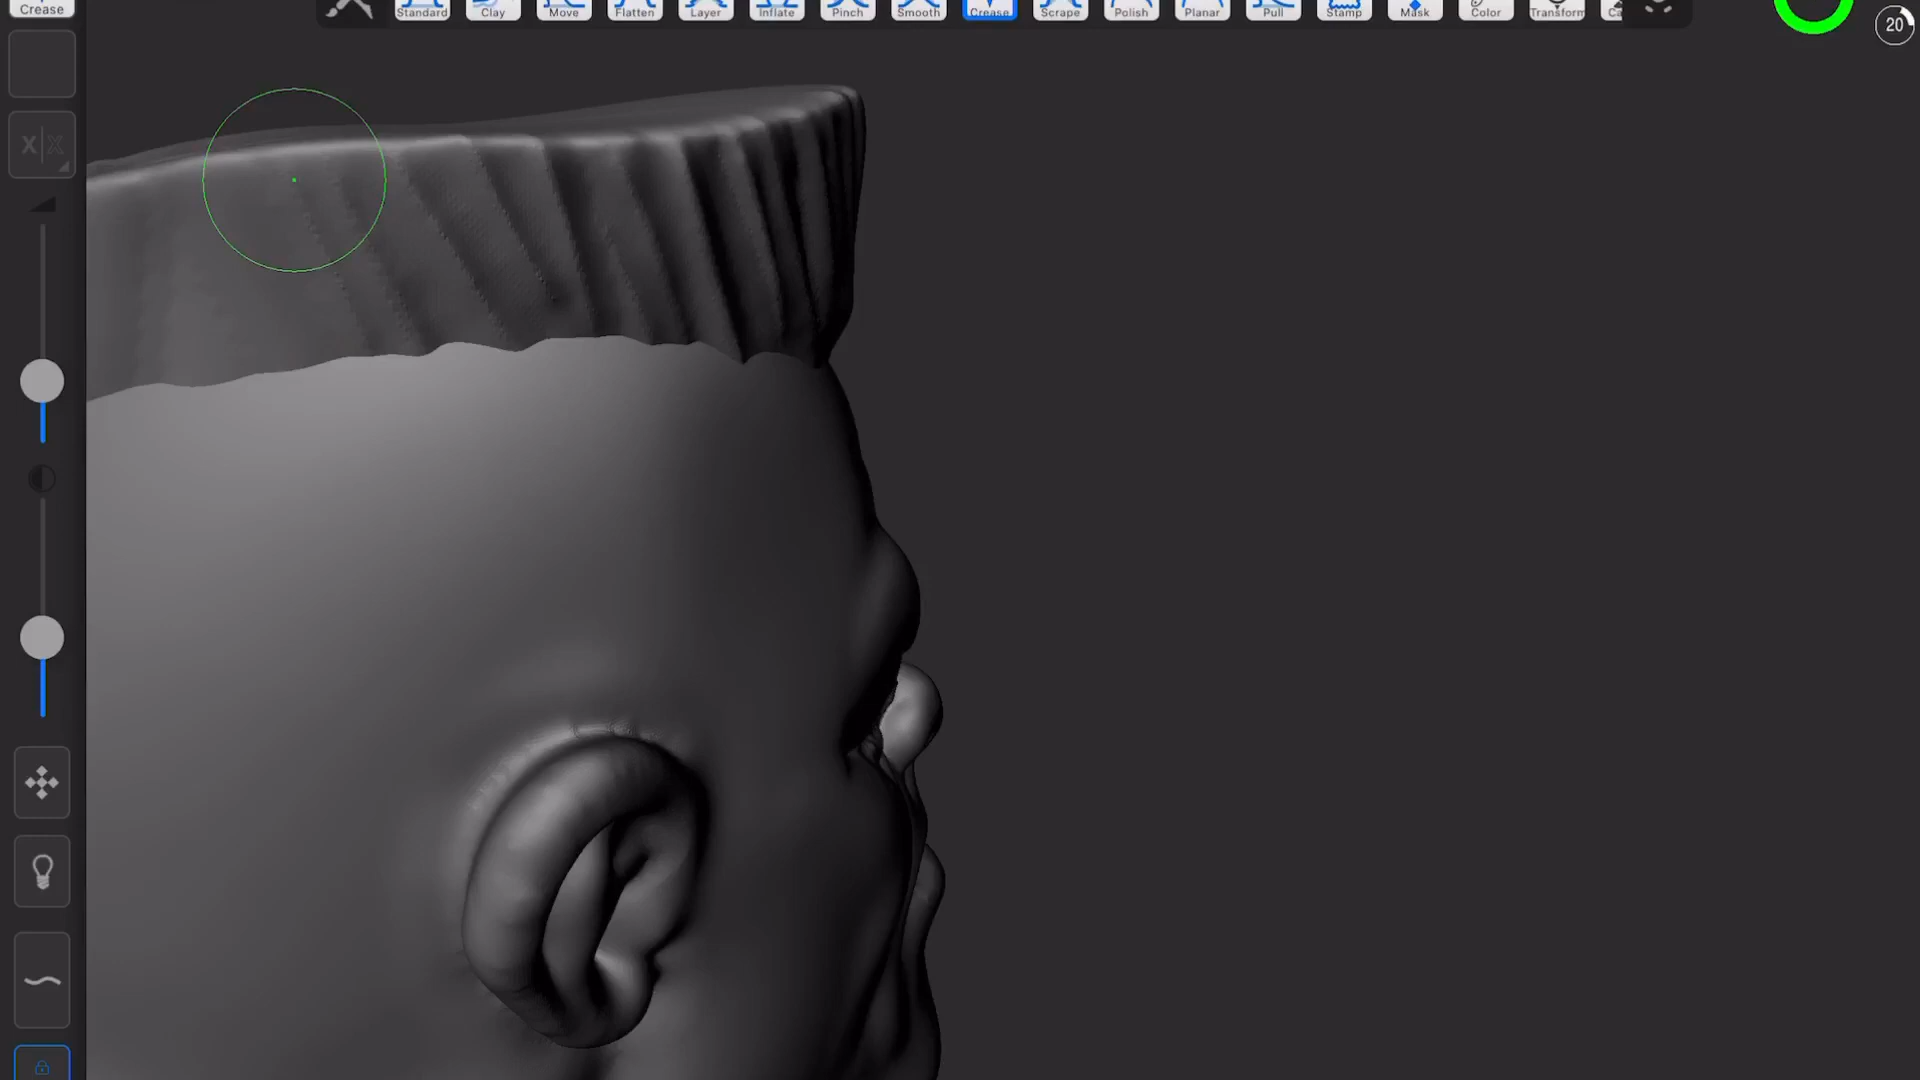 Crease
Standard Clay Move Flatten Layer Inflate Pinch Smooth Crease Scrape Polish Planar Pull Stamp Mask Color Transform
20
X X